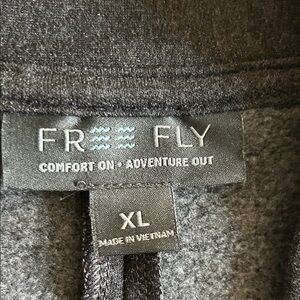 FREE FLY
COMFORT ON • ADVENTURE OUT
XL
MADE IN VIETNAM